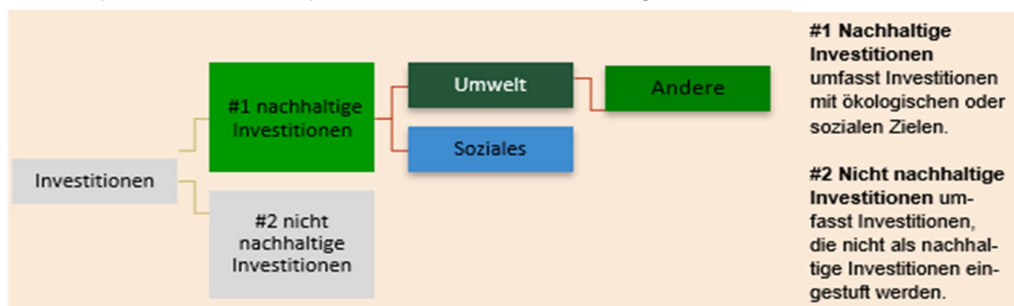 Investitionen
#1 nachhaltige
Investitionen
#2 nicht
nachhaltige
Investitionen
Umwelt
Soziales
Andere
#1 Nachhaltige
Investitionen
umfasst Investitionen
mit ökologischen oder
sozialen Zielen.
#2 Nicht nachhaltige
Investitionen um-
fasst Investitionen,
die nicht als nachhal-
tige Investitionen ein-
gestuft werden.